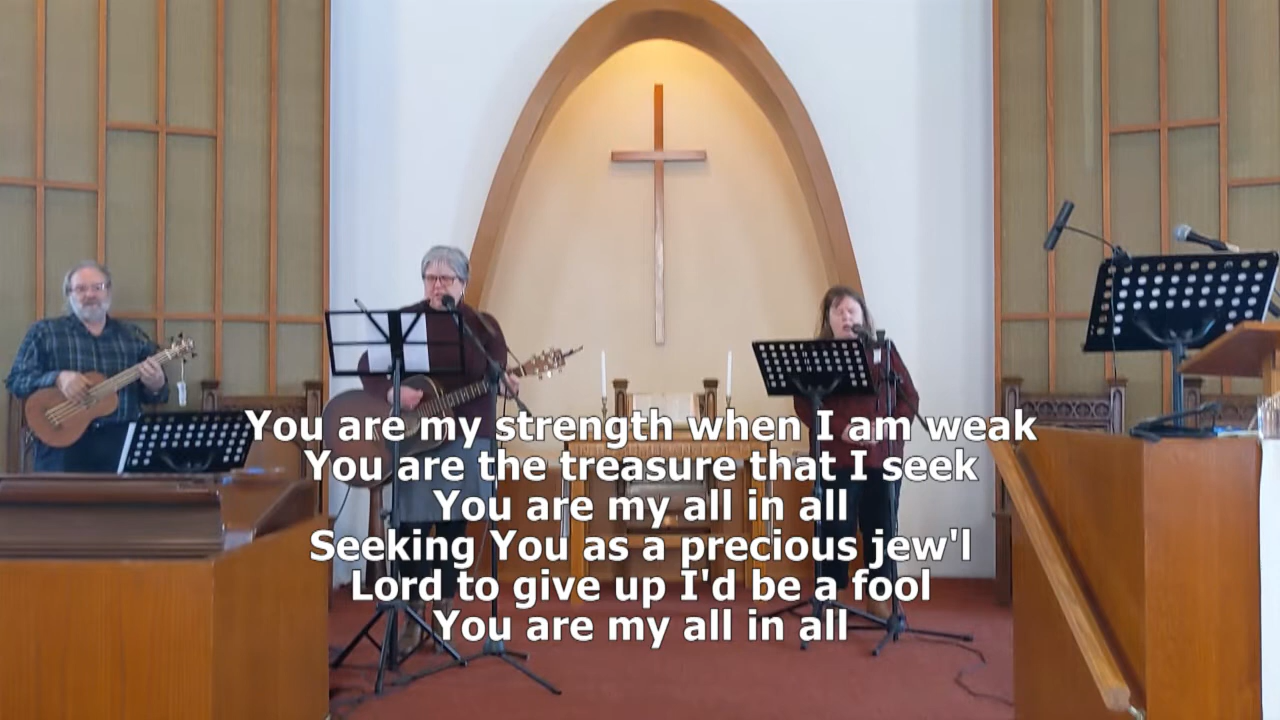 You are my strength when I am weak
You are the treasure that I seek
You are my all in all
Seeking You as a precious jew'l
Lord to give up I'd be a fool
You are my all in all